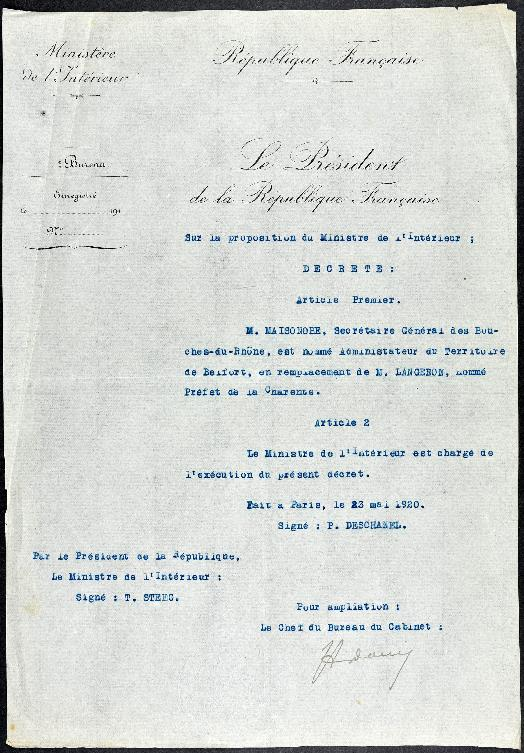 Ministère
de l'Intérieur
République Française
Bureau
Enregistré
le 191
N°
Le Président
de la République Française
Sur la proposition du Ministre de l'Intérieur ;
DECRETE :
Article Premier.
M. MAISONOBE, Secrétaire Général des Bou-
ches-du-Rhône, est nommé Administateur du Territoire
de Belfort, en remplacement de M. LANGERON, nommé
Préfet de la Charente.
Article 2
Le Ministre de l'Intérieur est chargé de
l'exécution du présent décret.
Fait à Paris, le 23 mai 1920.
Signé : P. DESCHANEL.
Par le Président de la République,
Le Ministre de l'Intérieur :
Signé : T. STEEG.
Pour ampliation :
Le Chef du Bureau du Cabinet :